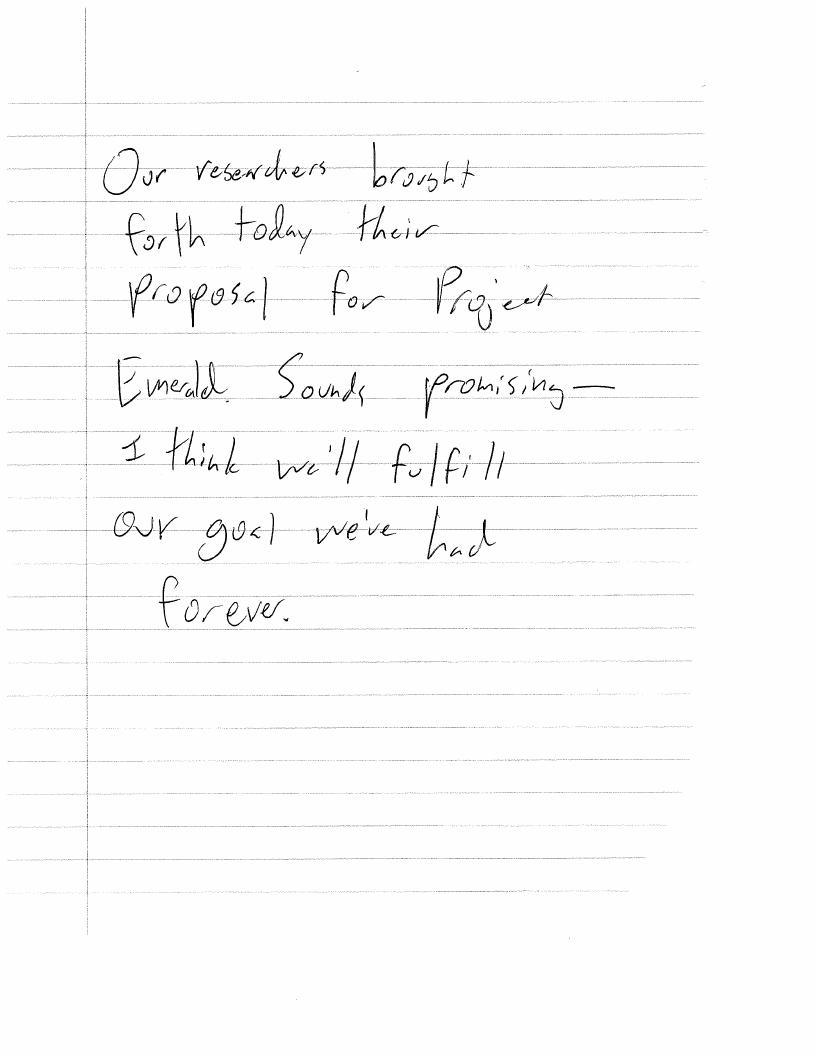 Our researchers brought
forth today their
proposal for Project
Emerald. Sounds promising—
I think we'll fulfill
our goal we've had
forever.